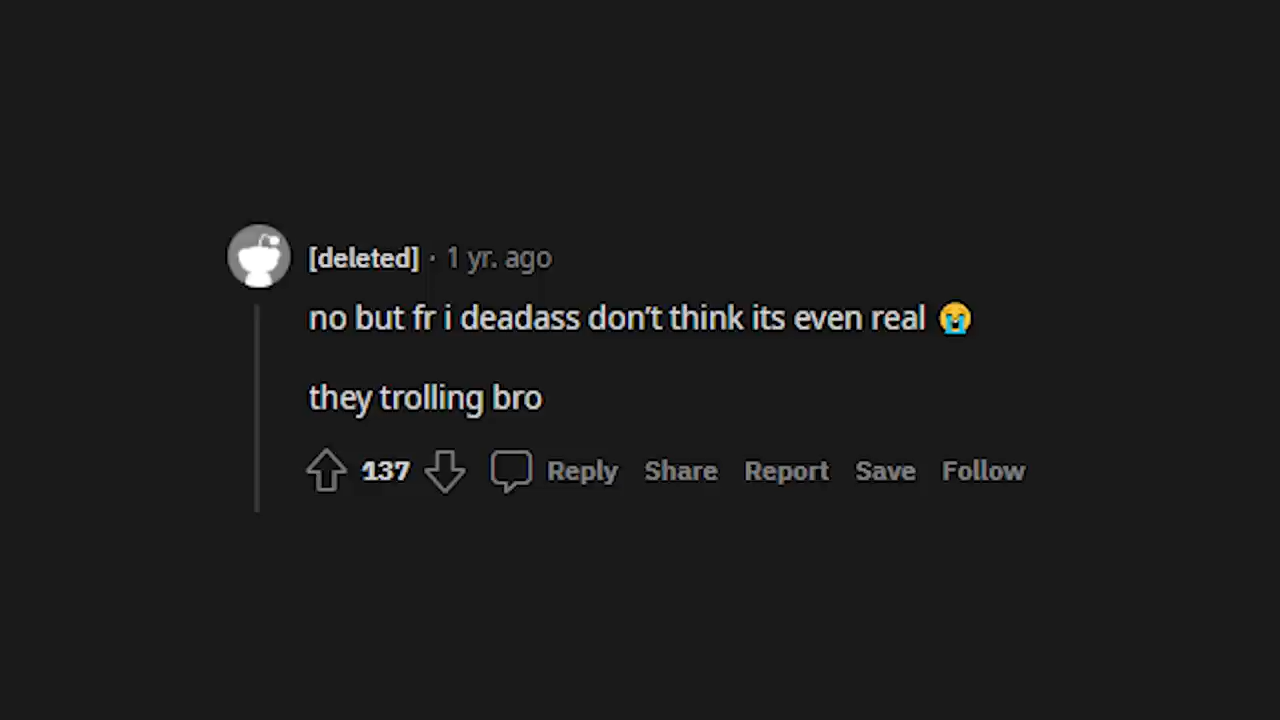 [deleted] · 1 yr. ago
no but fr i deadass don’t think its even real 😭
they trolling bro
137 Reply Share Report Save Follow